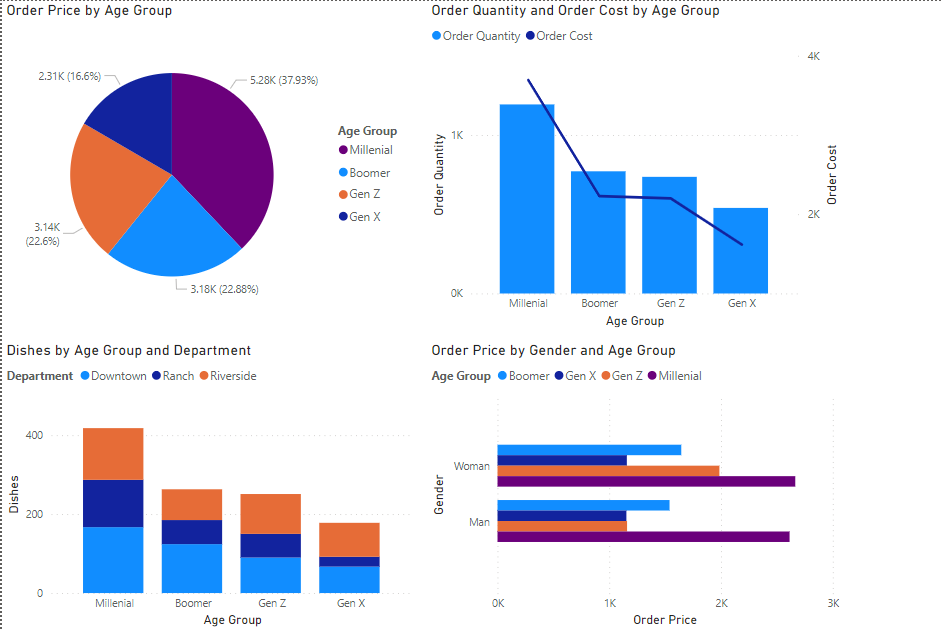 Order Price by Age Group
2.31K (16.6%)
5.28K (37.93%)
3.14K
(22.6%)
3.18K (22.88%)
Age Group
Millenial
Boomer
Gen Z
Gen X
Order Quantity and Order Cost by Age Group
Order Quantity Order Cost
4K
1K
2K
0K
Order Quantity
Order Cost
Millenial Boomer Gen Z Gen X
Age Group
Dishes by Age Group and Department
Department Downtown Ranch Riverside
400
200
0
Dishes
Millenial Boomer Gen Z Gen X
Age Group
Order Price by Gender and Age Group
Age Group Boomer Gen X Gen Z Millenial
Woman
Man
Gender
0K 1K 2K 3K
Order Price